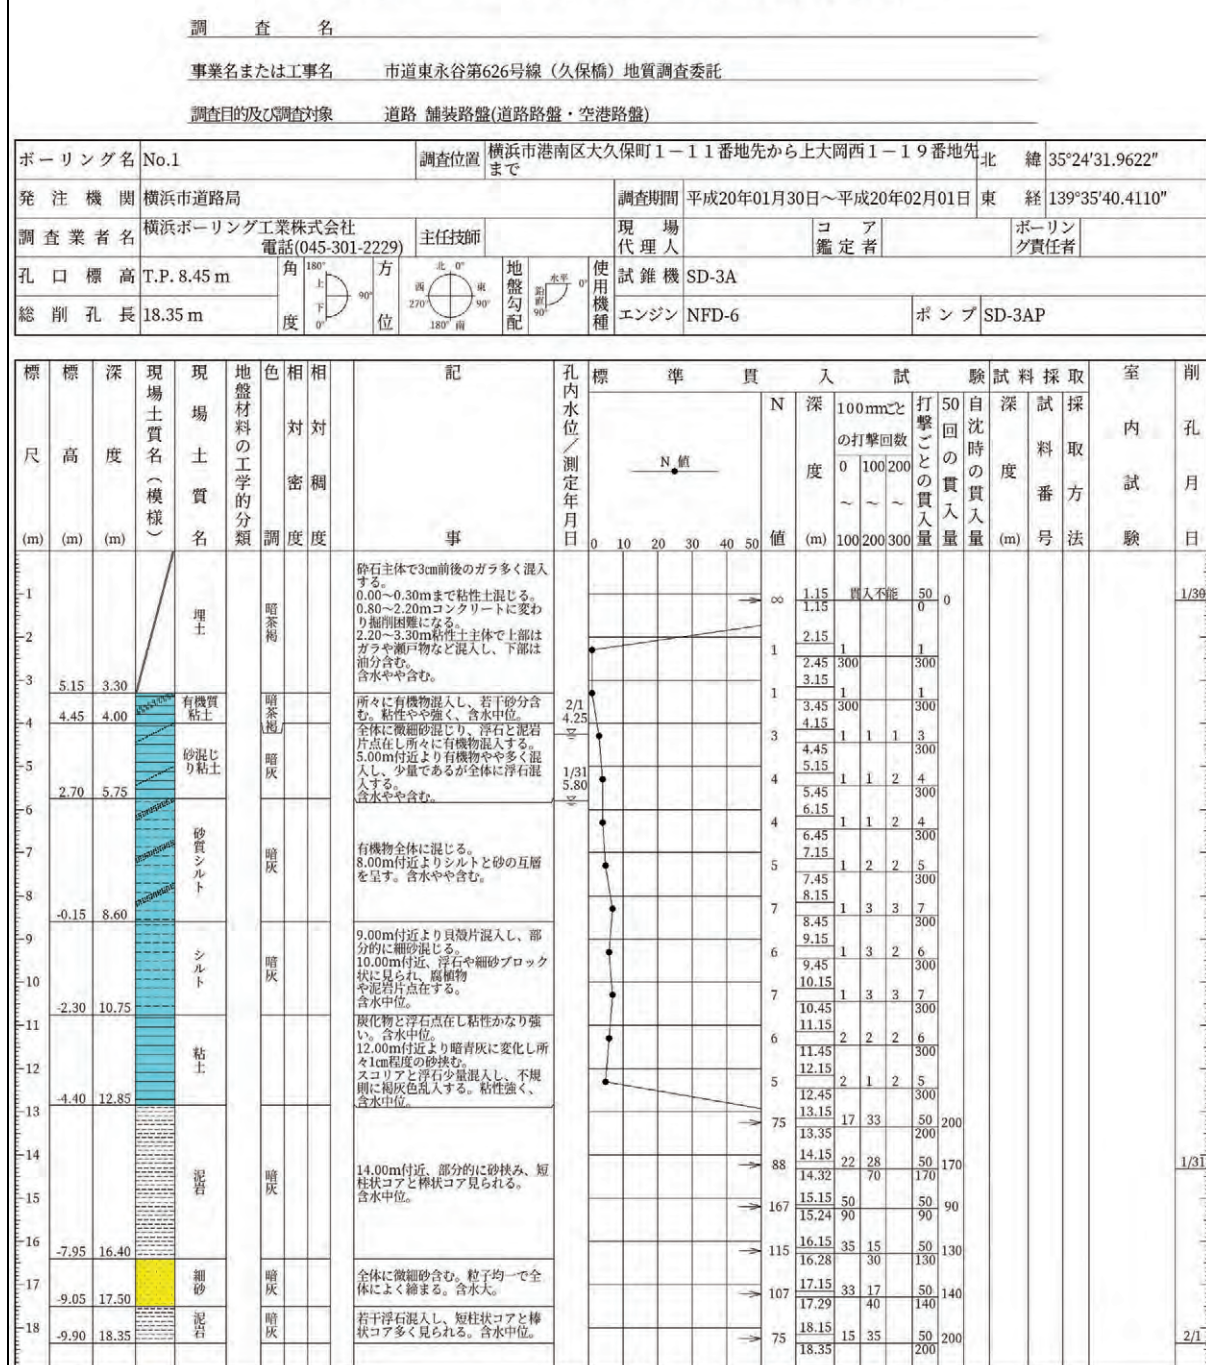 調査名
事業名または工事名 市道東永谷第626号線（久保橋）地質調査委託
調査目的及び調査対象 道路 舗装路盤(道路路盤・空港路盤)
ボーリング名 No.1 調査位置 横浜市港南区大久保町１－１１番地先から上大岡西１－１９番地先まで 北緯 35°24'31.9622"
発注機関 横浜市道路局 調査期間 平成20年01月30日～平成20年02月01日 東経 139°35'40.4110"
調査業者名 横浜ボーリング工業株式会社 電話(045-301-2229) 主任技師 現場代理人 コア鑑定者 ボーリング責任者
孔口標高 T.P. 8.45 m 角度 180° 上 下 0° 90° 方位 北 0° 西 270° 東 90° 180° 南 地盤勾配 水平 0° 鉛直 90° 使用機種 試錐機 SD-3A
総削孔長 18.35 m エンジン NFD-6 ポンプ SD-3AP
標尺 (m) 標高 (m) 深度 (m) 現場土質名（模様） 現場土質名 地盤材料の工学的分類 色調 相対密度 相対稠度 記事 孔内水位／測定年月日 標準貫入試験 試料採取 室内試験 削孔月日
N値 0 10 20 30 40 50 N値 深度 (m) 100mmごとの打撃回数 0～100 100～200 200～300 打撃ごとの貫入量 50回の貫入量 自沈時の貫入量 深度 (m) 試料番号 採取方法
1 2 3 4 5 6 7 8 9 10 11 12 13 14 15 16 17 18
5.15 3.30 埋土 暗茶褐
砕石主体で3㎝前後のガラ多く混入
する。
0.00～0.30mまで粘性土混じる。
0.80～2.20mコンクリートに変わ
り掘削困難になる。
2.20～3.30m粘性土主体で上部は
ガラや瀬戸物など混入し、下部は
油分含む。
含水やや含む。
4.45 4.00 有機質粘土 暗茶褐
所々に有機物混入し、若干砂分含
む。粘性やや強く、含水中位。
2.70 5.75 砂混じり粘土 暗灰
全体に微細砂混じり、浮石と泥岩
片点在し所々に有機物混入する。
5.00m付近より有機物やや多く混
入し、少量であるが全体に浮石混
入する。
含水やや含む。
-0.15 8.60 砂質シルト 暗灰
有機物全体に混じる。
8.00m付近よりシルトと砂の互層
を呈す。含水やや含む。
-2.30 10.75 シルト 暗灰
9.00m付近より貝殻片混入し、部
分的に細砂混じる。
10.00m付近、浮石や細砂ブロック
状に見られ、腐植物
や泥岩片点在する。
含水中位。
-4.40 12.85 粘土
炭化物と浮石点在し粘性かなり強
い。含水中位。
12.00m付近より暗青灰に変化し所
々1㎝程度の砂挟む。
スコリアと浮石少量混入し、不規
則に褐灰色乱入する。粘性強く、
含水中位。
-7.95 16.40 泥岩 暗灰
14.00m付近、部分的に砂挟み、短
柱状コアと棒状コア見られる。
含水中位。
-9.05 17.50 細砂 暗灰
全体に微細砂含む。粒子均一で全
体によく締まる。含水大。
-9.90 18.35 泥岩 暗灰
若干浮石混入し、短柱状コアと棒
状コア多く見られる。含水中位。
2/1 4.25
1/31 5.80
∞ 1.15 1.15 貫入不能 50 0 0
1 2.15 2.45 1 300 1 300
1 3.15 3.45 1 300 1 300
3 4.15 4.45 1 1 1 3 300
4 5.15 5.45 1 1 2 4 300
4 6.15 6.45 1 1 2 4 300
5 7.15 7.45 1 2 2 5 300
7 8.15 8.45 1 3 3 7 300
6 9.15 9.45 1 3 2 6 300
7 10.15 10.45 1 3 3 7 300
6 11.15 11.45 2 2 2 6 300
5 12.15 12.45 2 1 2 5 300
75 13.15 13.35 17 33 50 200 200
88 14.15 14.32 22 28 70 50 170 170
167 15.15 15.24 50 90 50 90 90
115 16.15 16.28 35 15 30 50 130 130
107 17.15 17.29 33 17 40 50 140 140
75 18.15 18.35 15 35 50 200 200
1/30
1/31
2/1